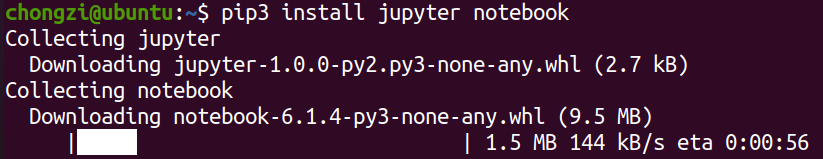 chongzi@ubuntu:~$ pip3 install jupyter notebook
Collecting jupyter
  Downloading jupyter-1.0.0-py2.py3-none-any.whl (2.7 kB)
Collecting notebook
  Downloading notebook-6.1.4-py3-none-any.whl (9.5 MB)
     |████                            | 1.5 MB 144 kB/s eta 0:00:56